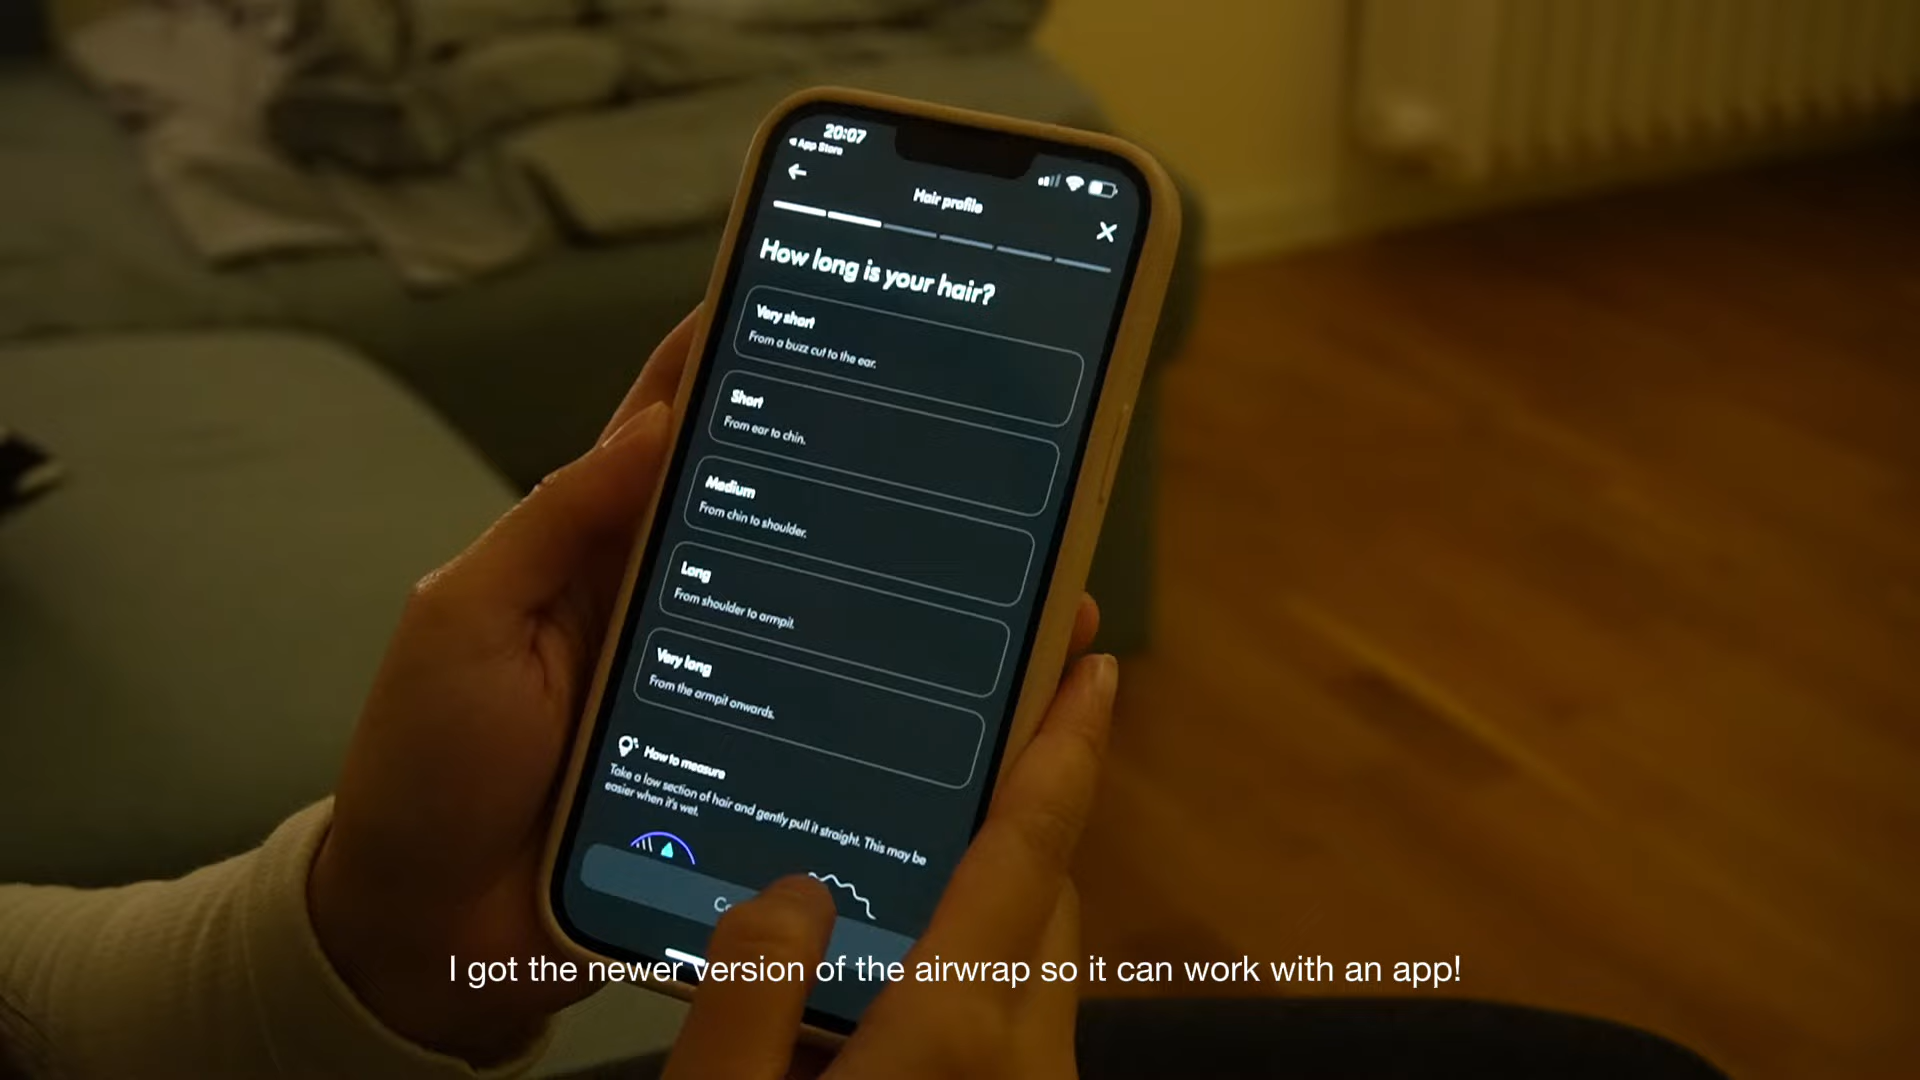 20:07
App Store
Hair profile
How long is your hair?
Very short
From a buzz cut to the ear.
Short
From ear to chin.
Medium
From chin to shoulder.
Long
From shoulder to armpit.
Very long
From the armpit onwards.
How to measure
Take a low section of hair and gently pull it straight. This may be
easier when it's wet.
I got the newer version of the airwrap so it can work with an app!